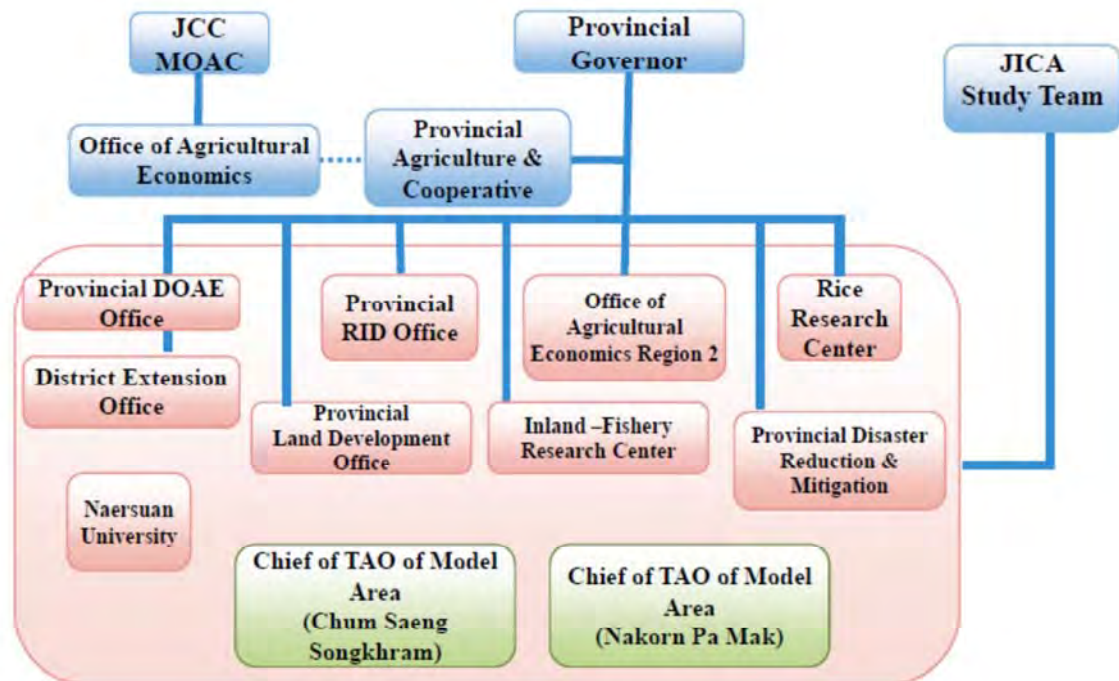 JCC
MOAC
Provincial
Governor
JICA
Study Team
Office of Agricultural
Economics
Provincial
Agriculture &
Cooperative
Provincial DOAE
Office
Provincial
RID Office
Office of
Agricultural
Economics Region 2
Rice
Research
Center
District Extension
Office
Provincial
Land Development
Office
Inland –Fishery
Research Center
Provincial Disaster
Reduction &
Mitigation
Naersuan
University
Chief of TAO of Model
Area
(Chum Saeng
Songkhram)
Chief of TAO of Model
Area
(Nakorn Pa Mak)